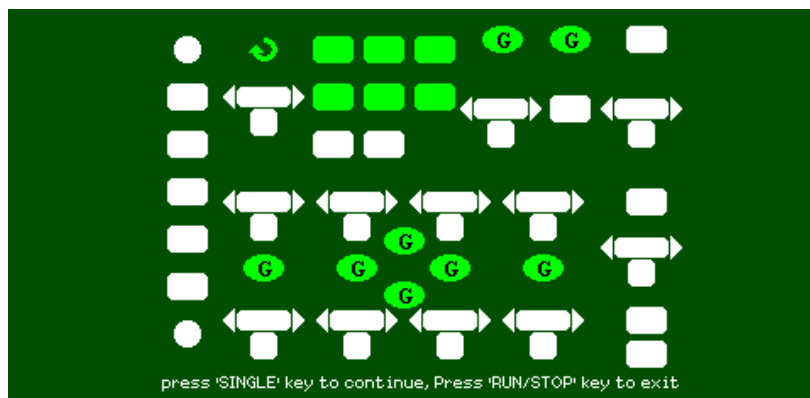 G G
G
G G G G
G
press 'SINGLE' key to continue, Press 'RUN/STOP' key to exit